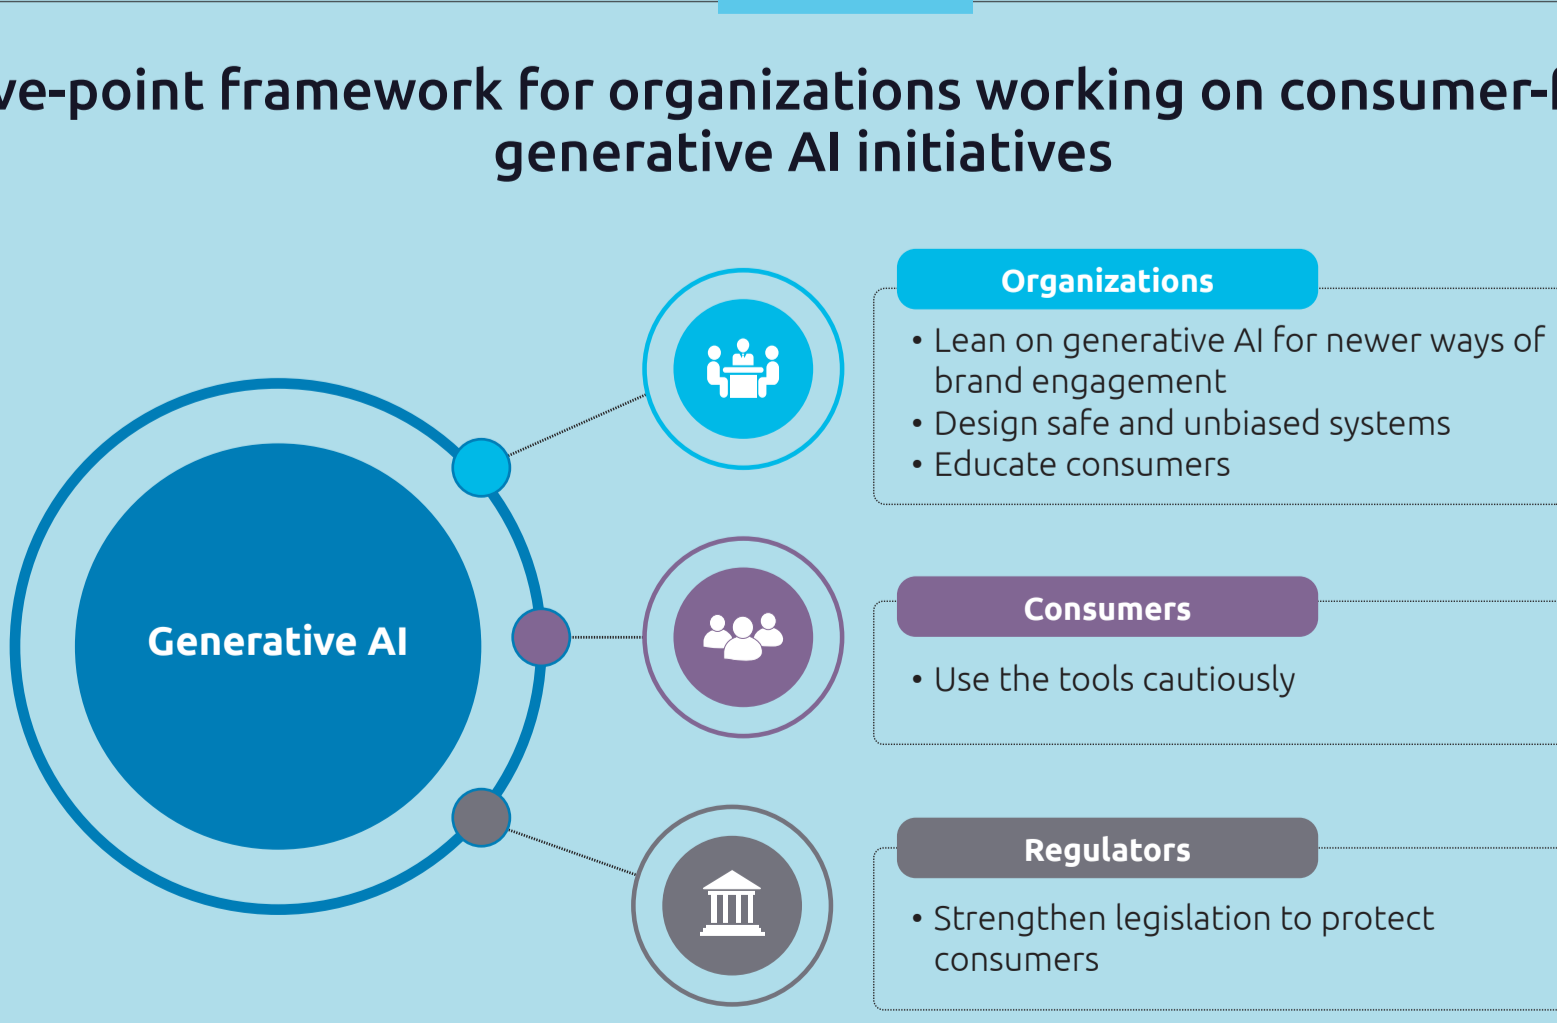 ve-point framework for organizations working on consumer-f
generative AI initiatives
Organizations
• Lean on generative AI for newer ways of
brand engagement
• Design safe and unbiased systems
• Educate consumers
Generative AI
Consumers
• Use the tools cautiously
Regulators
• Strengthen legislation to protect
consumers